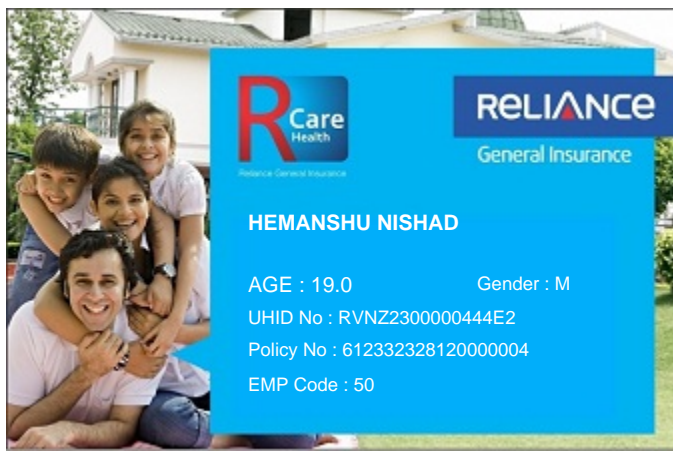 R Care
Health
Reliance General Insurance
RELIANCE
General Insurance
HEMANSHU NISHAD
AGE : 19.0 Gender : M
UHID No : RVNZ2300000444E2
Policy No : 612332328120000004
EMP Code : 50